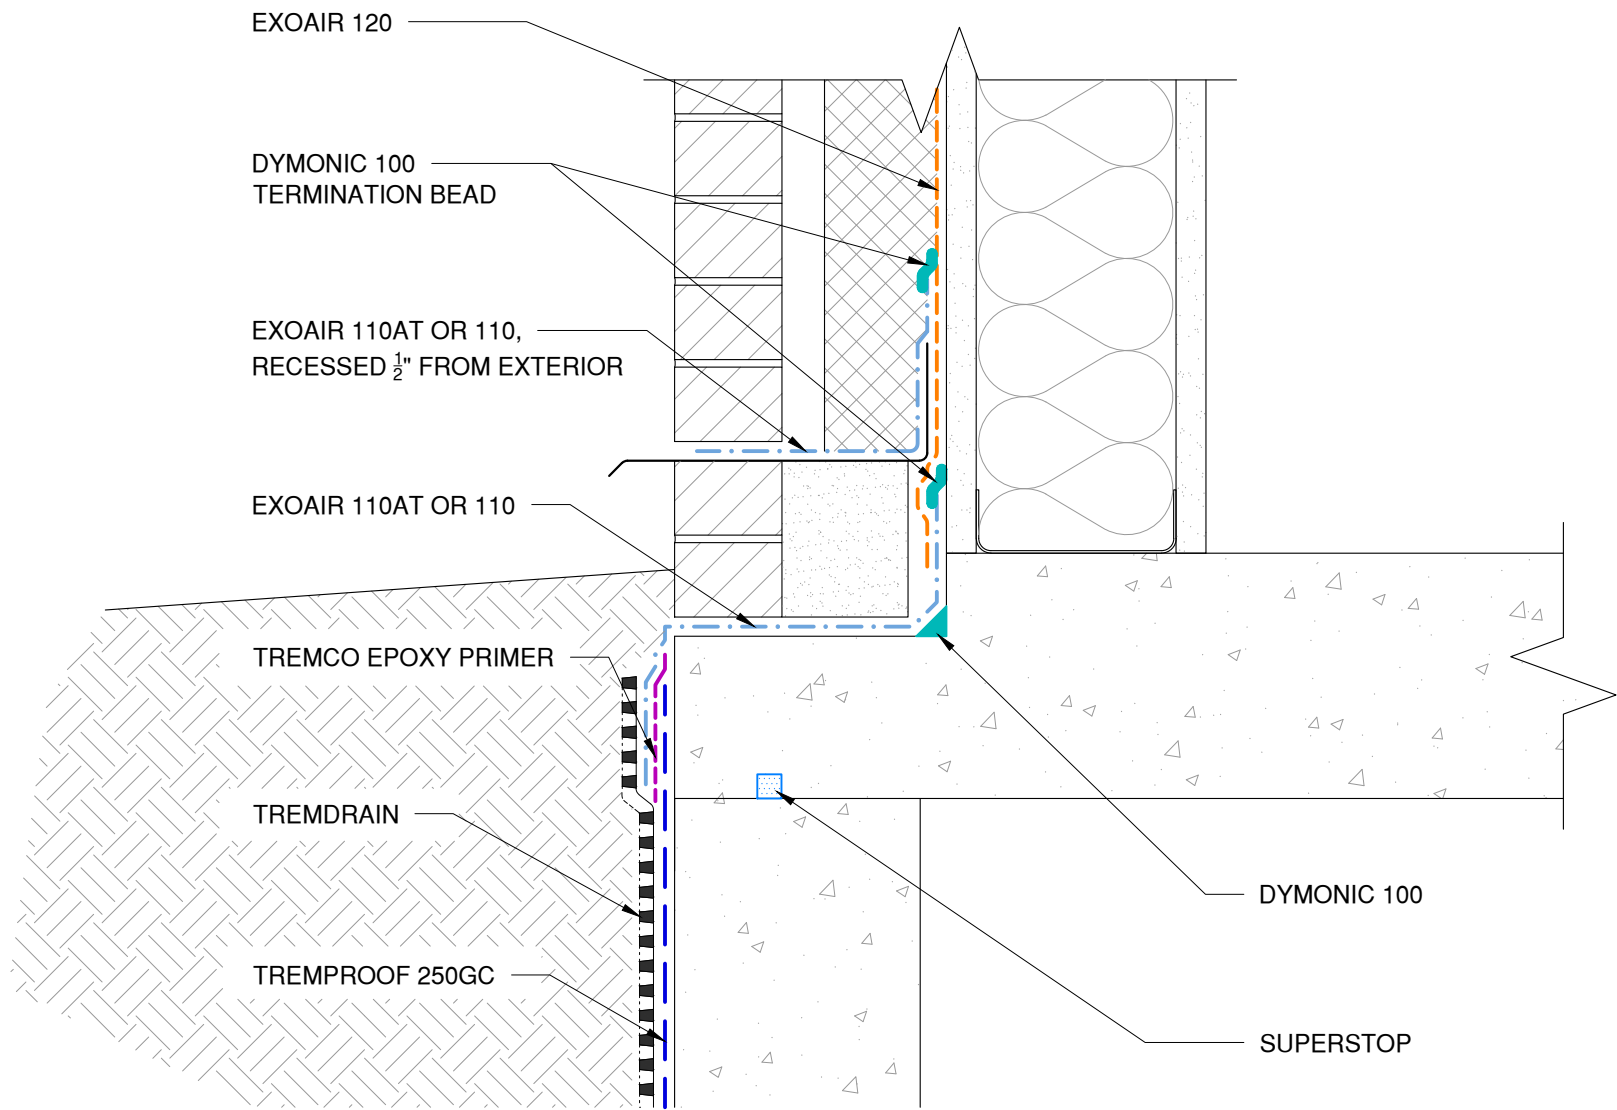 EXOAIR 120
DYMONIC 100
TERMINATION BEAD
EXOAIR 110AT OR 110,
RECESSED 1/2" FROM EXTERIOR
EXOAIR 110AT OR 110
TREMCO EPOXY PRIMER
TREMDRAIN
TREMPROOF 250GC
DYMONIC 100
SUPERSTOP